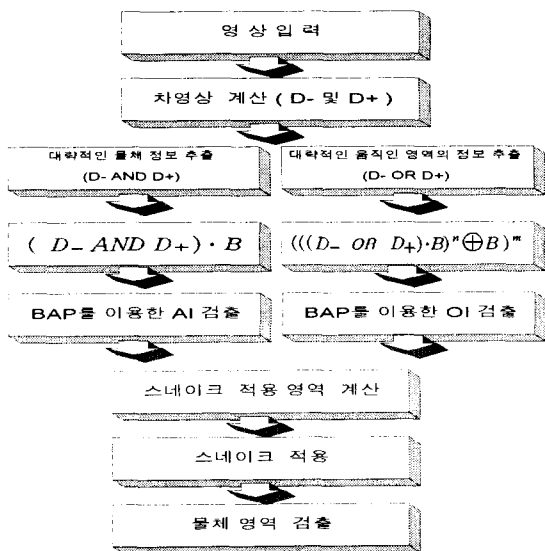 영상입력
차영상 계산 ( D- 및 D+ )
대략적인 물체 정보 추출
(D- AND D+)
대략적인 움직인 영역의 정보 추출
(D- OR D+)
( D₋ AND D₊) · B
(((D₋ OR D₊)·B)ⁿ⊕B)ᵐ
BAP를 이용한 AI 검출
BAP를 이용한 OI 검출
스네이크 적용 영역 계산
스네이크 적용
물체 영역 검출